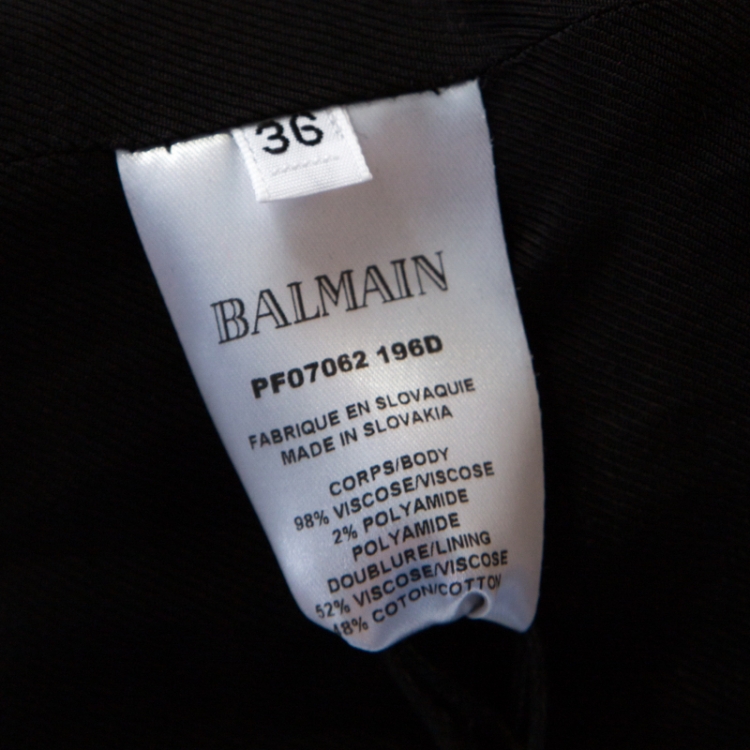 36
BALMAIN
PF07062 196D
FABRIQUE EN SLOVAQUIE
MADE IN SLOVAKIA
CORPS/BODY
98% VISCOSE/VISCOSE
2% POLYAMIDE
POLYAMIDE
DOUBLURE/LINING
52% VISCOSE/VISCOSE
48% COTON/COTTON